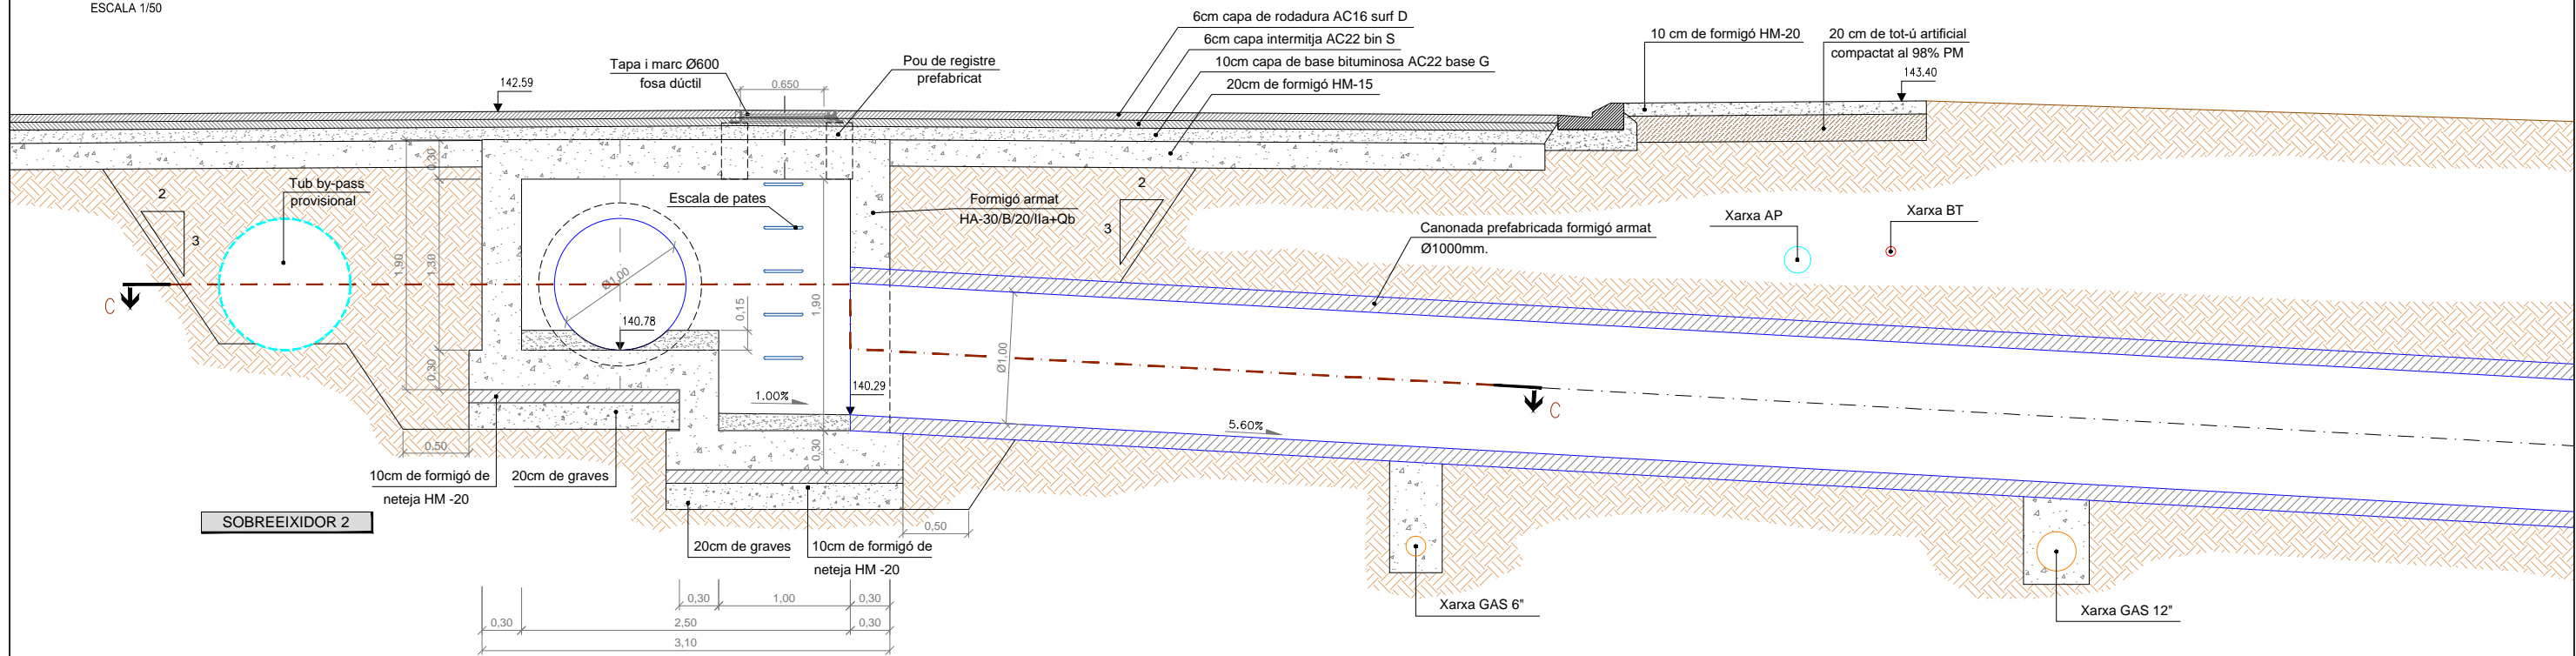 ESCALA 1/50
6cm capa de rodadura AC16 surf D
6cm capa intermitja AC22 bin S
10cm capa de base bituminosa AC22 base G
20cm de formigó HM-15
10 cm de formigó HM-20
20 cm de tot-ú artificial
compactat al 98% PM
143.40
Tapa i marc Ø600
fosa dúctil
0.650
Pou de registre
prefabricat
142.59
0,30
Tub by-pass
provisional
2
3
Escala de pates
Formigó armat
HA-30/B/20/IIa+Qb
2
3
Canonada prefabricada formigó armat
Ø1000mm.
Xarxa AP
Xarxa BT
1,90
1,30
Ø1,00
0,15
1,90
C
140.78
0,30
140.29
Ø1,00
1.00%
C
5.60%
0,50
0,30
10cm de formigó de
neteja HM -20
20cm de graves
SOBREEIXIDOR 2
0,50
20cm de graves
10cm de formigó de
neteja HM -20
0,30
1,00
0,30
0,30
2,50
0,30
3,10
Xarxa GAS 6"
Xarxa GAS 12"